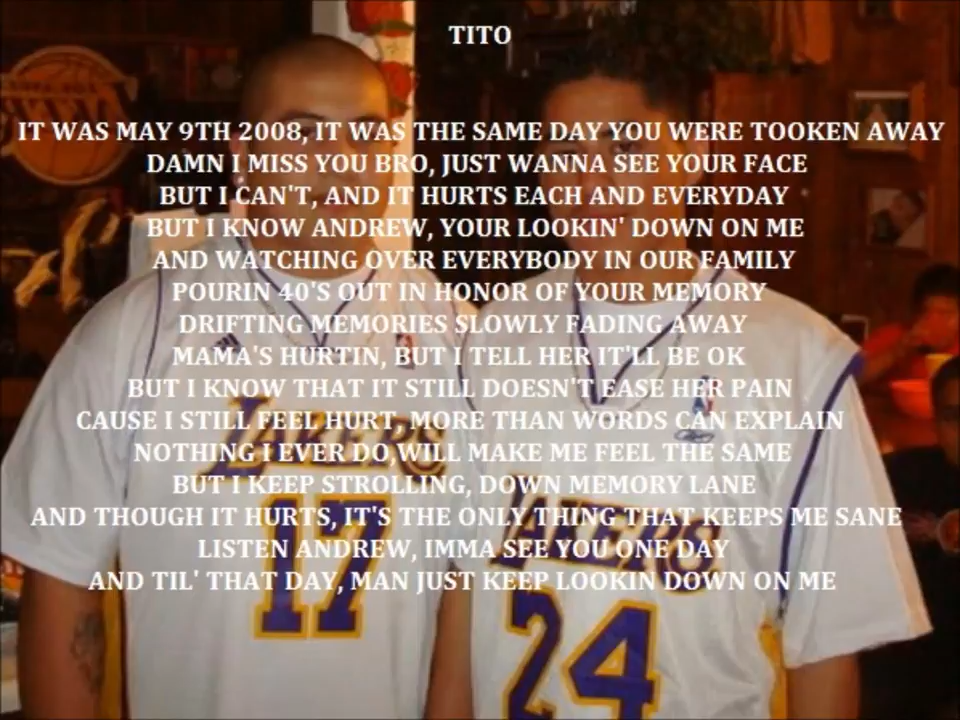 TITO
IT WAS MAY 9TH 2008, IT WAS THE SAME DAY YOU WERE TOOKEN AWAY
DAMN I MISS YOU BRO, JUST WANNA SEE YOUR FACE
BUT I CAN'T, AND IT HURTS EACH AND EVERYDAY
BUT I KNOW ANDREW, YOUR LOOKIN' DOWN ON ME
AND WATCHING OVER EVERYBODY IN OUR FAMILY
POURIN 40'S OUT IN HONOR OF YOUR MEMORY
DRIFTING MEMORIES SLOWLY FADING AWAY
MAMA'S HURTIN, BUT I TELL HER IT'LL BE OK
BUT I KNOW THAT IT STILL DOESN'T EASE HER PAIN
CAUSE I STILL FEEL HURT, MORE THAN WORDS CAN EXPLAIN
NOTHING I EVER DO,WILL MAKE ME FEEL THE SAME
BUT I KEEP STROLLING, DOWN MEMORY LANE
AND THOUGH IT HURTS, IT'S THE ONLY THING THAT KEEPS ME SANE
LISTEN ANDREW, IMMA SEE YOU ONE DAY
AND TIL' THAT DAY, MAN JUST KEEP LOOKIN DOWN ON ME
LAKERS
17
LAKERS
24